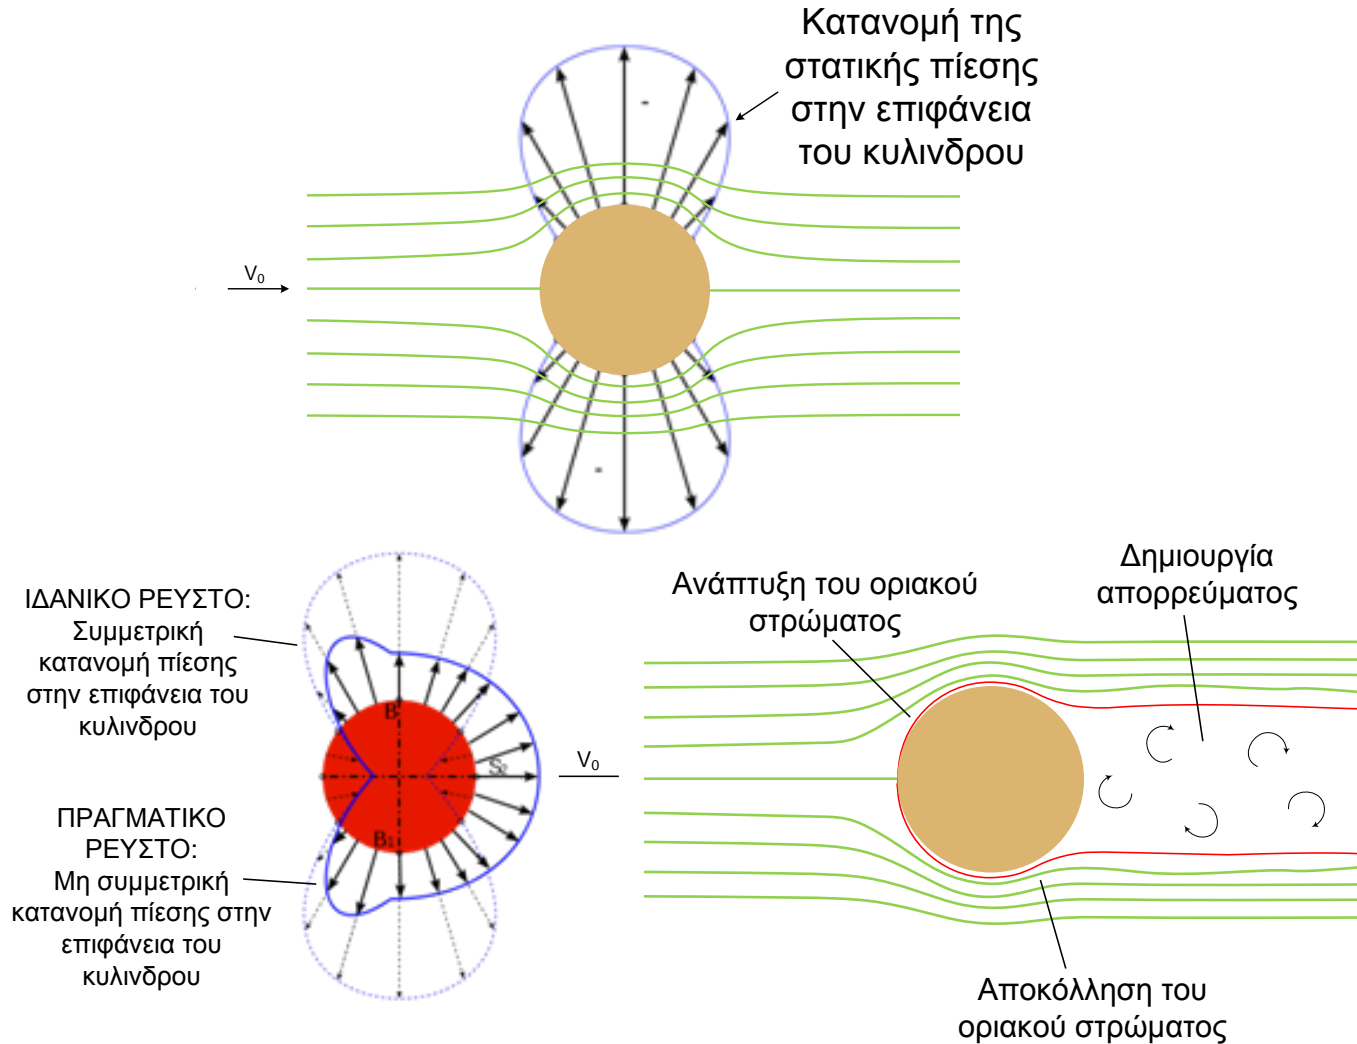 Κατανομή της
στατικής πίεσης
στην επιφάνεια
του κυλινδρου
-
V₀
-
ΙΔΑΝΙΚΟ ΡΕΥΣΤΟ:
Συμμετρική
κατανομή πίεσης
στην επιφάνεια του
κυλινδρου
ΠΡΑΓΜΑΤΙΚΟ
ΡΕΥΣΤΟ:
Μη συμμετρική
κατανομή πίεσης στην
επιφάνεια του
κυλινδρου
B
S₂
B₁
V₀
Ανάπτυξη του οριακού
στρώματος
Δημιουργία
απορρεύματος
Αποκόλληση του
οριακού στρώματος